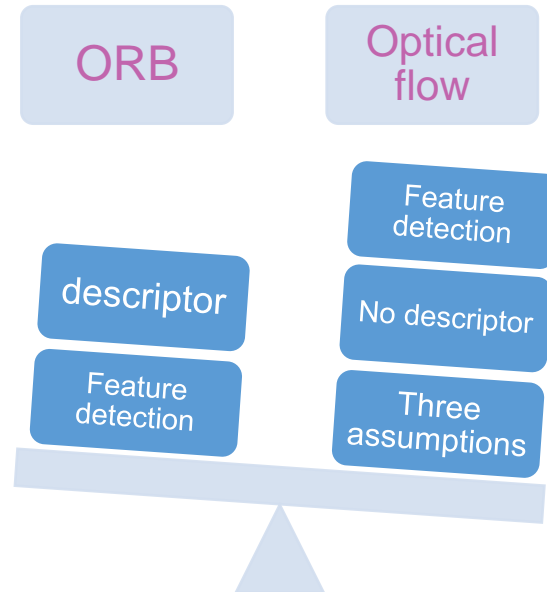 ORB
Optical
flow
descriptor
Feature
detection
Feature
detection
No descriptor
Three
assumptions